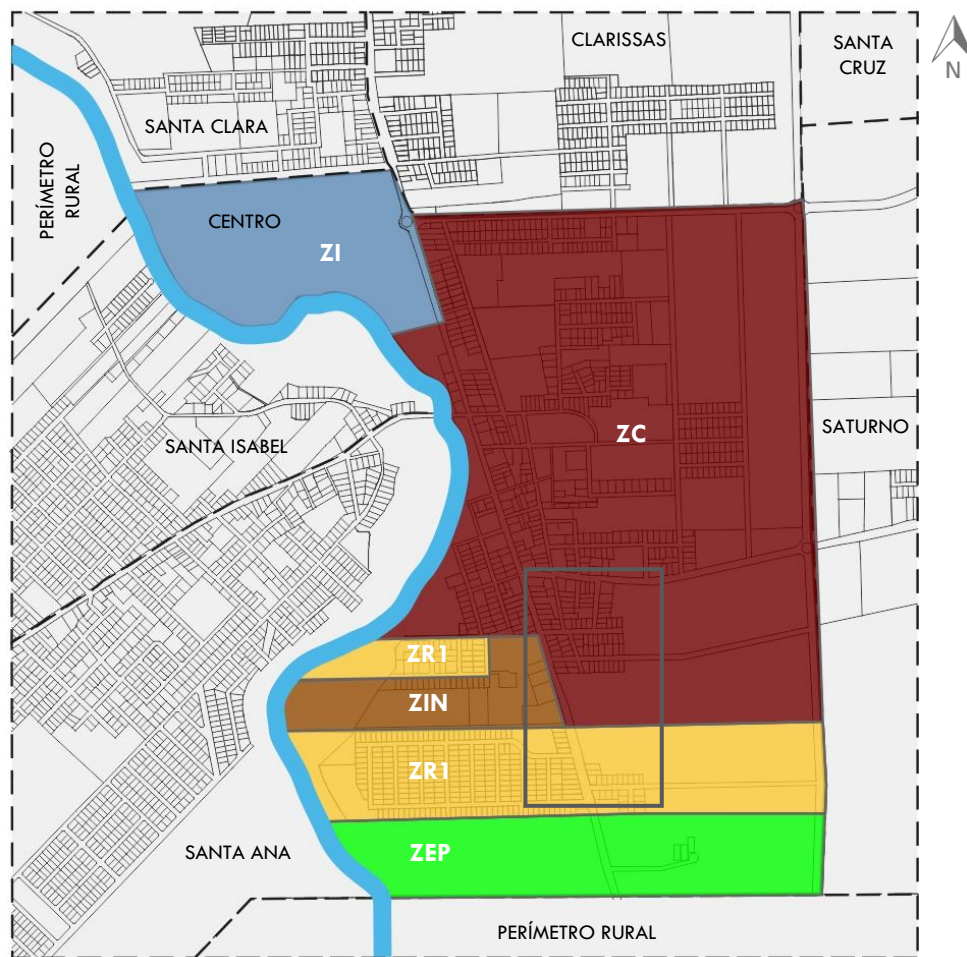 CLARISSAS
SANTA
CRUZ
N
SANTA CLARA
PERÍMETRO
RURAL
CENTRO
ZI
SANTA ISABEL
ZC
SATURNO
ZR1
ZIN
ZR1
SANTA ANA
ZEP
PERÍMETRO RURAL